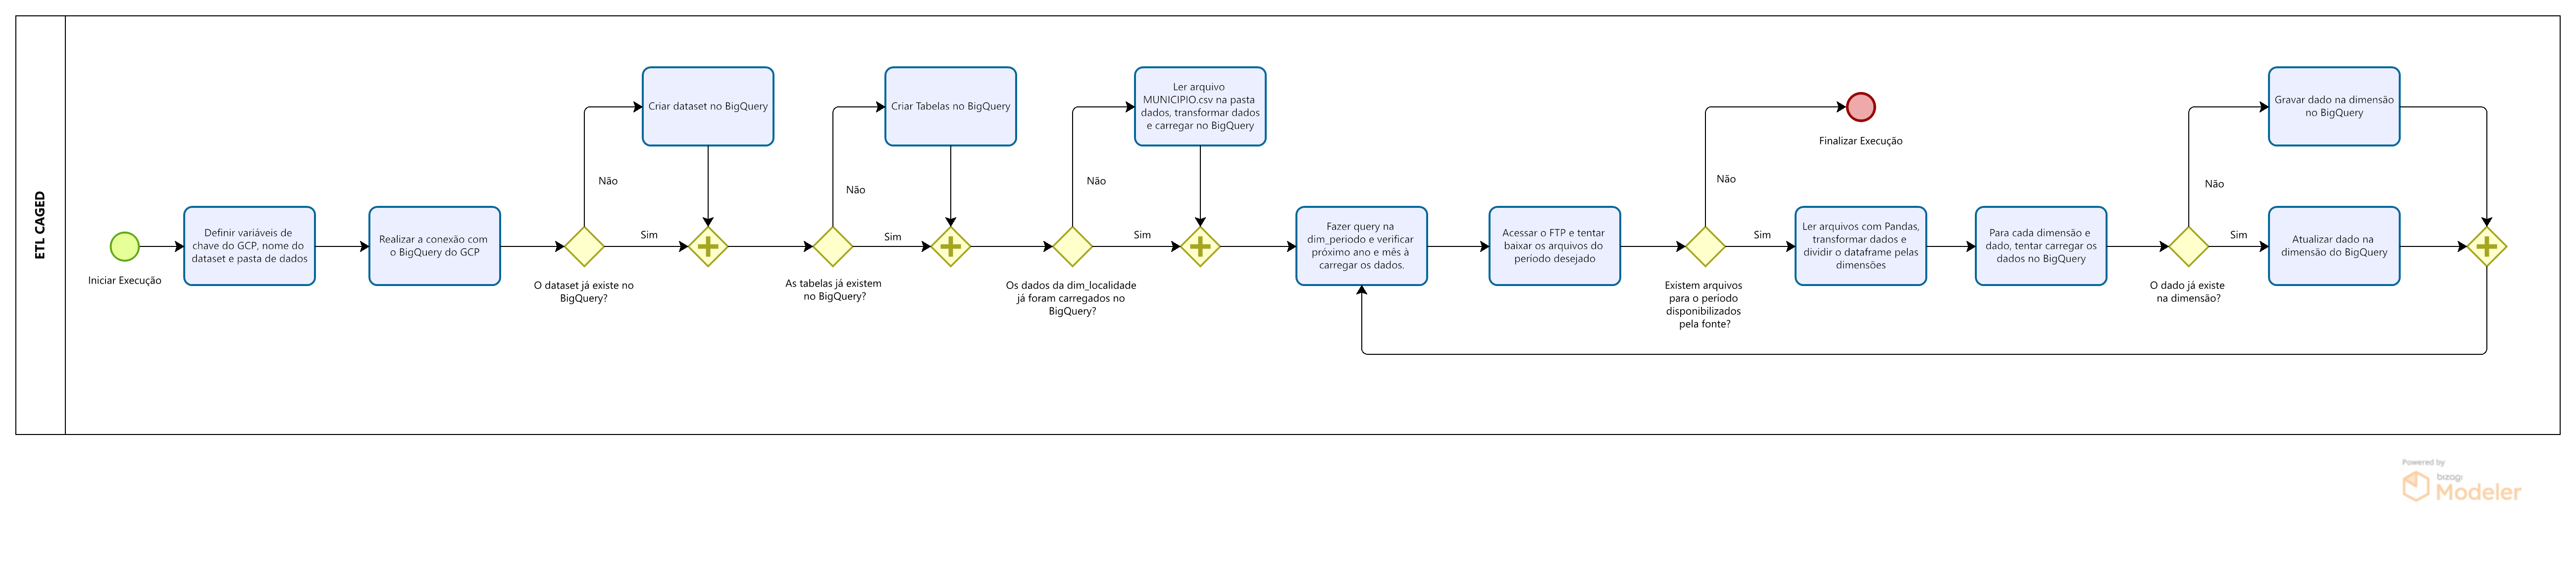 ETL CAGED
Iniciar Execução
Definir variáveis de
chave do GCP, nome do
dataset e pasta de dados
Realizar a conexão com
o BigQuery do GCP
O dataset já existe no
BigQuery?
Não
Sim
Criar dataset no BigQuery
As tabelas já existem
no BigQuery?
Não
Sim
Criar Tabelas no BigQuery
Os dados da dim_localidade
já foram carregados no
BigQuery?
Não
Sim
Ler arquivo
MUNICIPIO.csv na pasta
dados, transformar dados
e carregar no BigQuery
Fazer query na
dim_periodo e verificar
próximo ano e mês à
carregar os dados.
Acessar o FTP e tentar
baixar os arquivos do
período desejado
Existem arquivos
para o período
disponibilizados
pela fonte?
Não
Finalizar Execução
Sim
Ler arquivos com Pandas,
transformar dados e
dividir o dataframe pelas
dimensões
Para cada dimensão e
dado, tentar carregar os
dados no BigQuery
O dado já existe
na dimensão?
Não
Sim
Gravar dado na dimensão
no BigQuery
Atualizar dado na
dimensão do BigQuery
Powered by
bizagi
Modeler